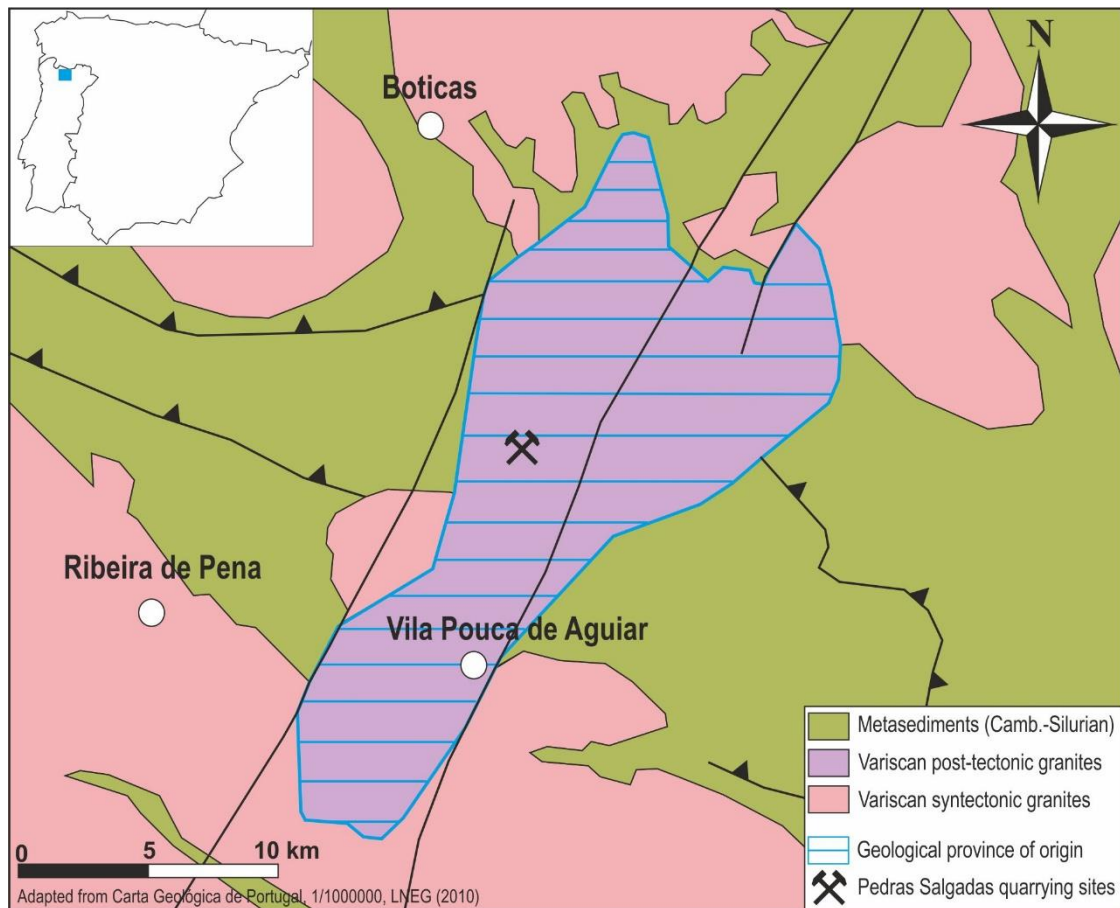 N
Boticas
Ribeira de Pena
Vila Pouca de Aguiar
Metasediments (Camb.-Silurian)
Variscan post-tectonic granites
Variscan syntectonic granites
Geological province of origin
Pedras Salgadas quarrying sites
0 5 10 km
Adapted from Carta Geológica de Portugal, 1/1000000, LNEG (2010)